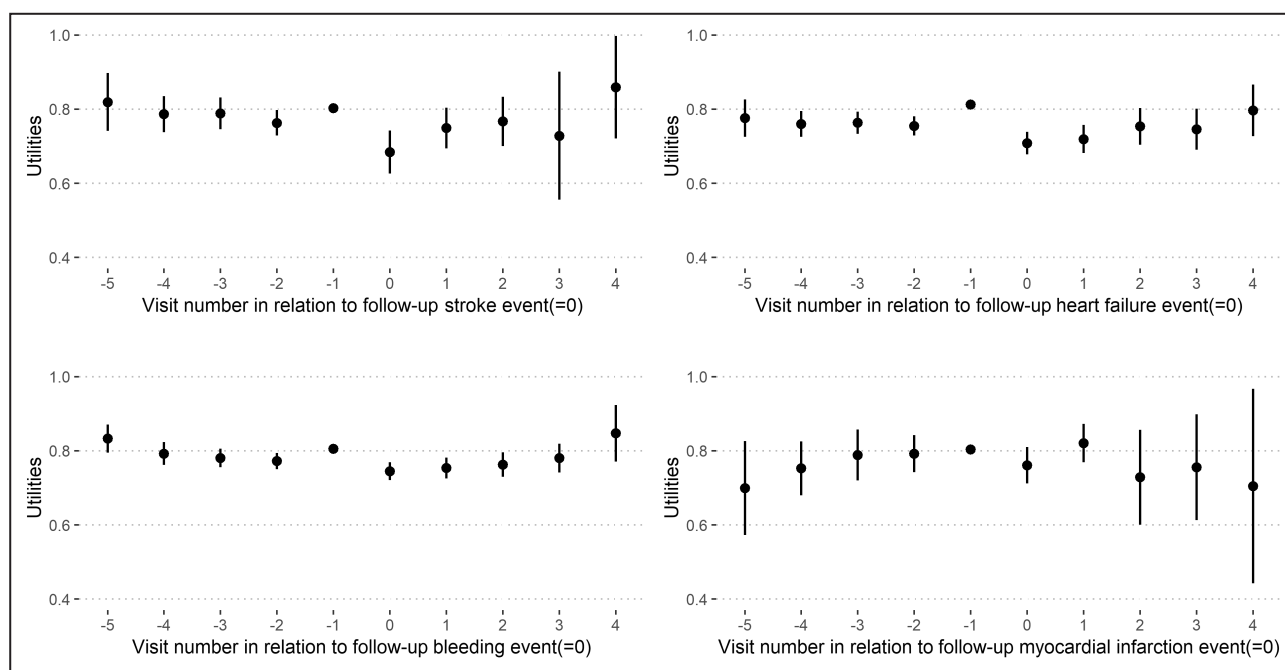 1.0
0.8
0.6
0.4
Utilities
-5 -4 -3 -2 -1 0 1 2 3 4
Visit number in relation to follow-up stroke event(=0)
1.0
0.8
0.6
0.4
Utilities
-5 -4 -3 -2 -1 0 1 2 3 4
Visit number in relation to follow-up heart failure event(=0)
1.0
0.8
0.6
0.4
Utilities
-5 -4 -3 -2 -1 0 1 2 3 4
Visit number in relation to follow-up bleeding event(=0)
1.0
0.8
0.6
0.4
Utilities
-5 -4 -3 -2 -1 0 1 2 3 4
Visit number in relation to follow-up myocardial infarction event(=0)